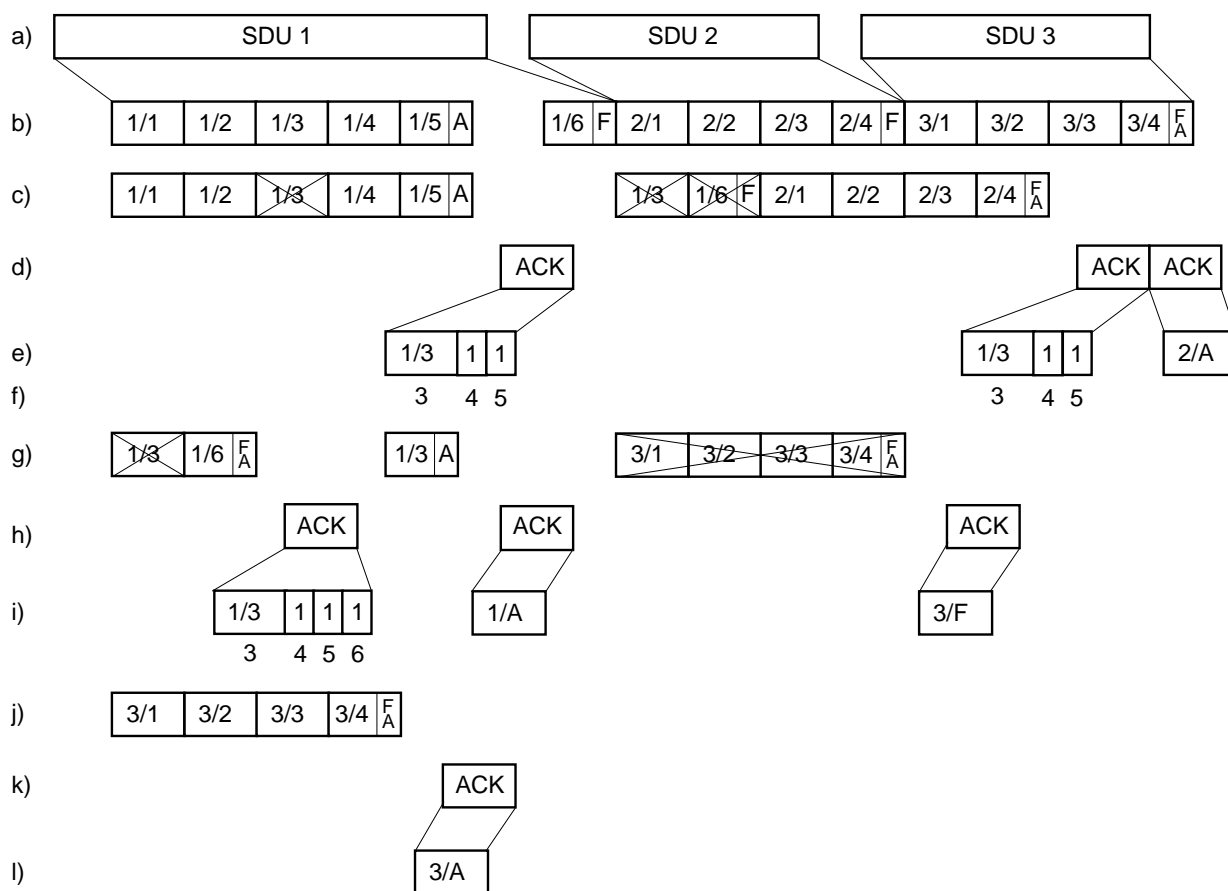 a) SDU 1 SDU 2 SDU 3
b) 1/1 1/2 1/3 1/4 1/5 A 1/6 F 2/1 2/2 2/3 2/4 F 3/1 3/2 3/3 3/4 F A
c) 1/1 1/2 1/3 1/4 1/5 A 1/3 1/6 F 2/1 2/2 2/3 2/4 F A
d) ACK ACK ACK
e) 1/3 1 1 1/3 1 1 2/A
f) 3 4 5 3 4 5
g) 1/3 1/6 F A 1/3 A 3/1 3/2 3/3 3/4 F A
h) ACK ACK ACK
i) 1/3 1 1 1 1/A 3/F
3 4 5 6
j) 3/1 3/2 3/3 3/4 F A
k) ACK
l) 3/A